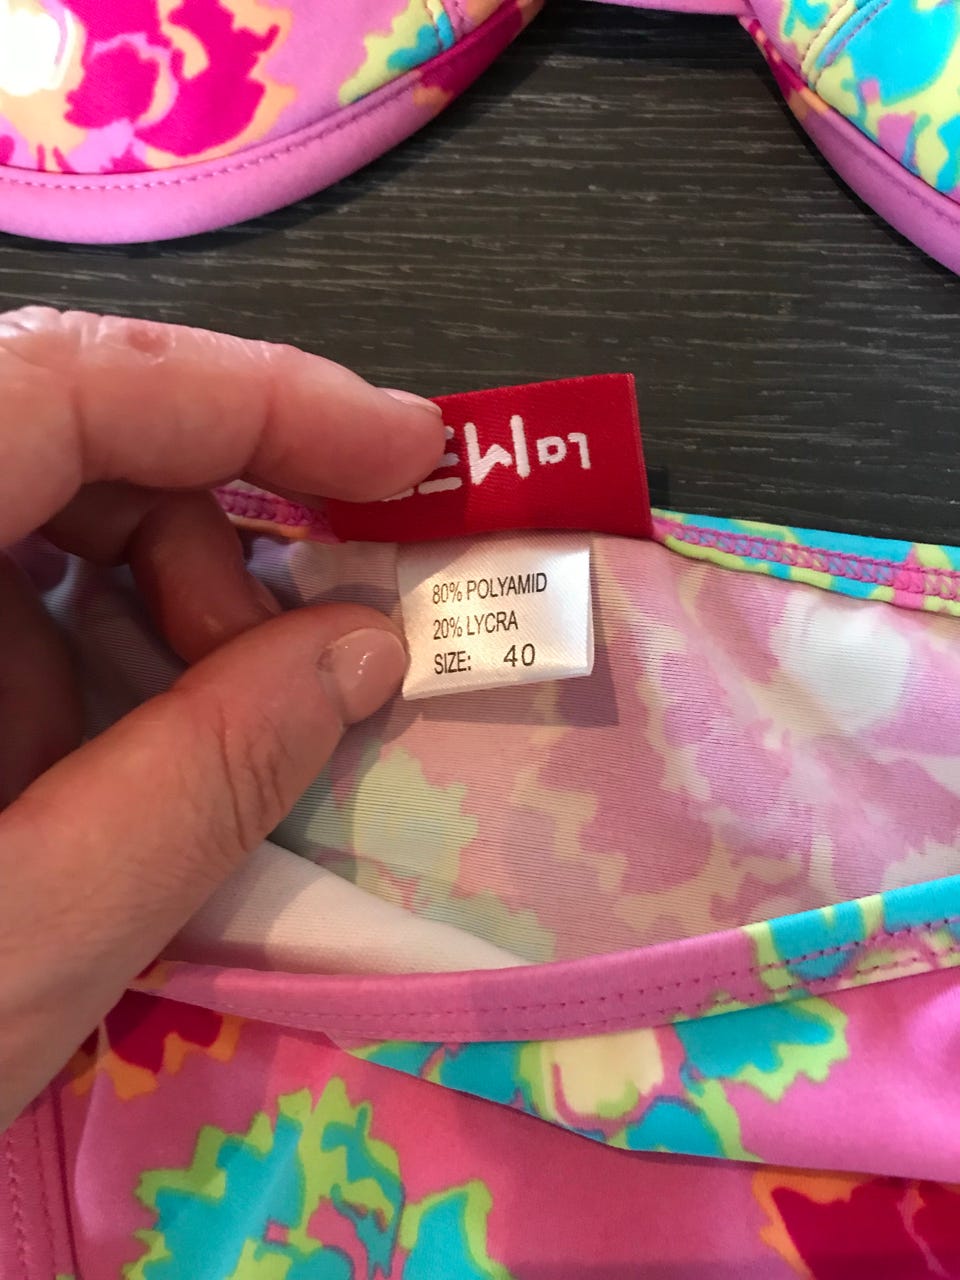 80% POLYAMID
20% LYCRA
SIZE: 40